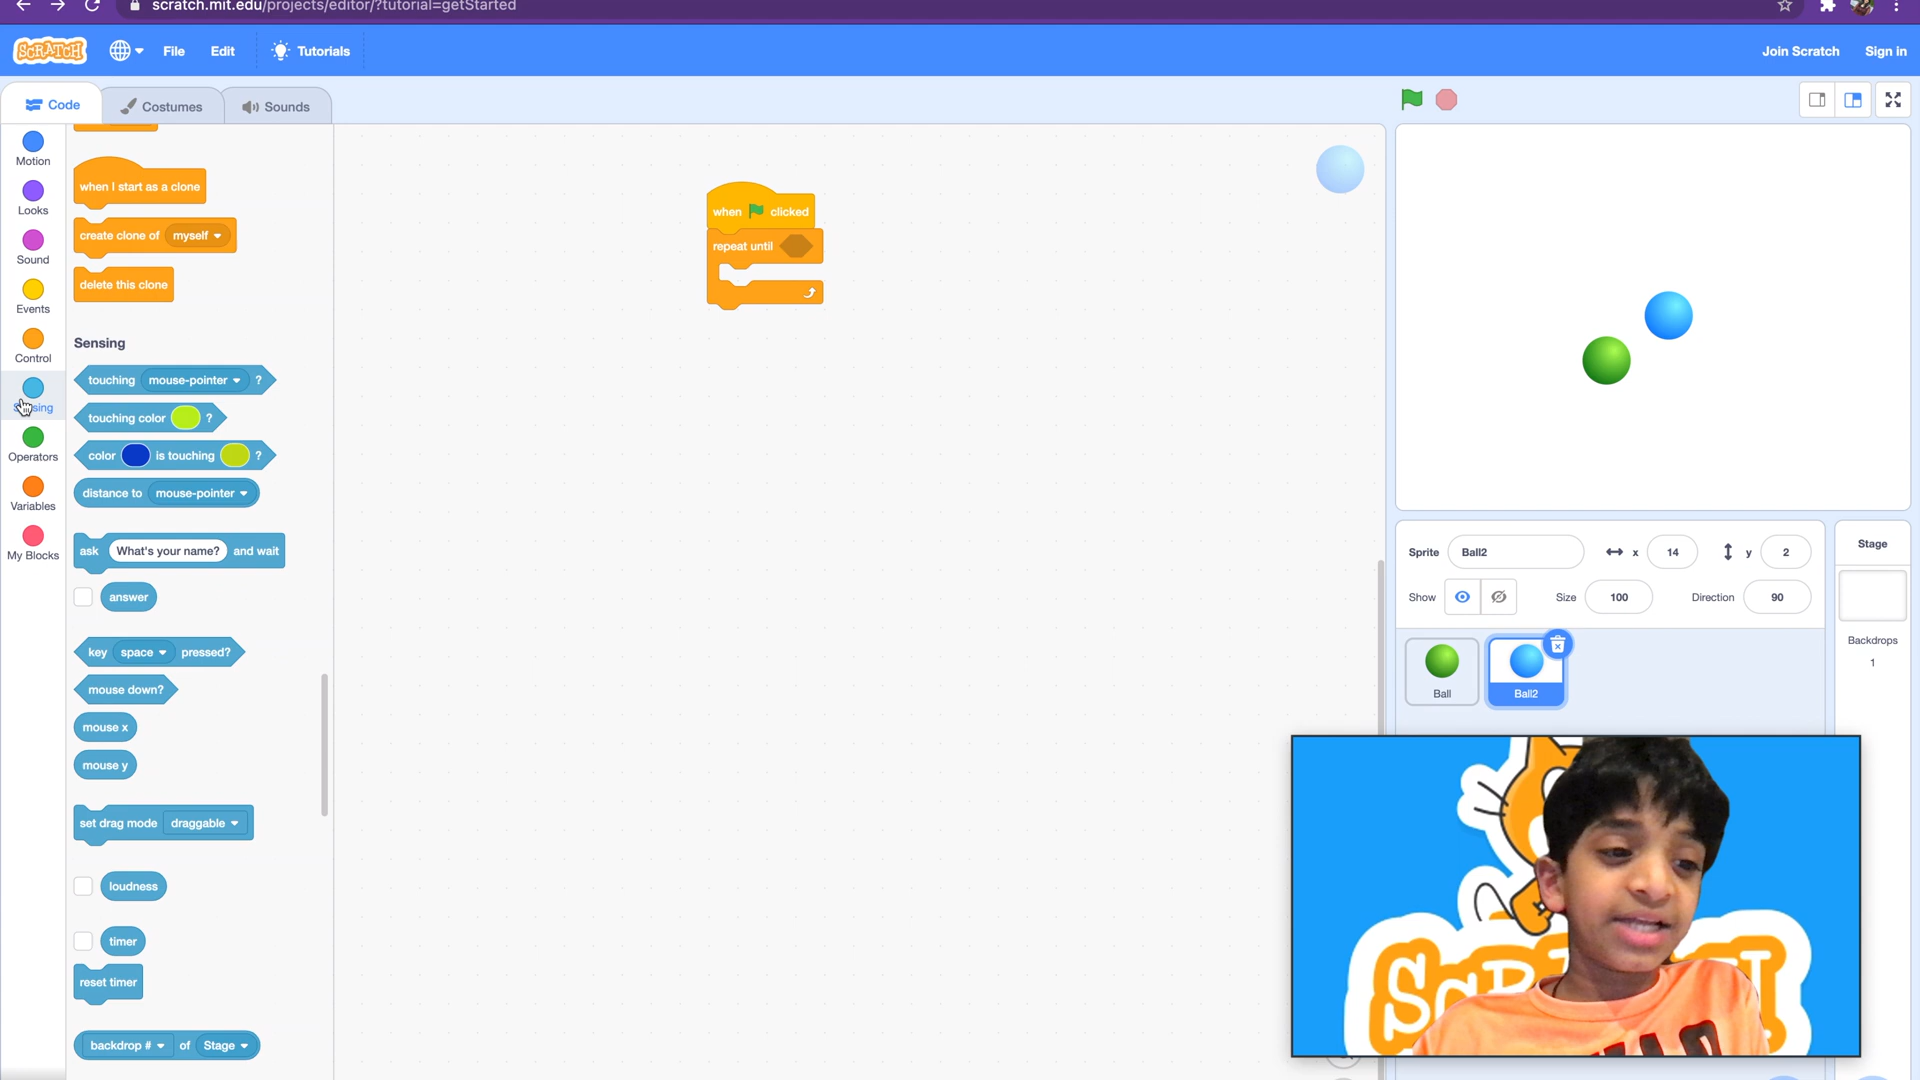 scratch.mit.edu/projects/editor/?tutorial=getStarted
SCRATCH
File
Edit
Tutorials
Join Scratch
Sign in
Code
Costumes
Sounds
Motion
Looks
Sound
Events
Control
Sensing
Operators
Variables
My Blocks
when I start as a clone
create clone of myself
delete this clone
Sensing
touching mouse-pointer ?
touching color ?
color is touching ?
distance to mouse-pointer
ask What's your name? and wait
answer
key space pressed?
mouse down?
mouse x
mouse y
set drag mode draggable
loudness
timer
reset timer
backdrop # of Stage
when clicked
repeat until
Sprite Ball2 x 14 y 2
Show Size 100 Direction 90
Ball
Ball2
Stage
Backdrops
1